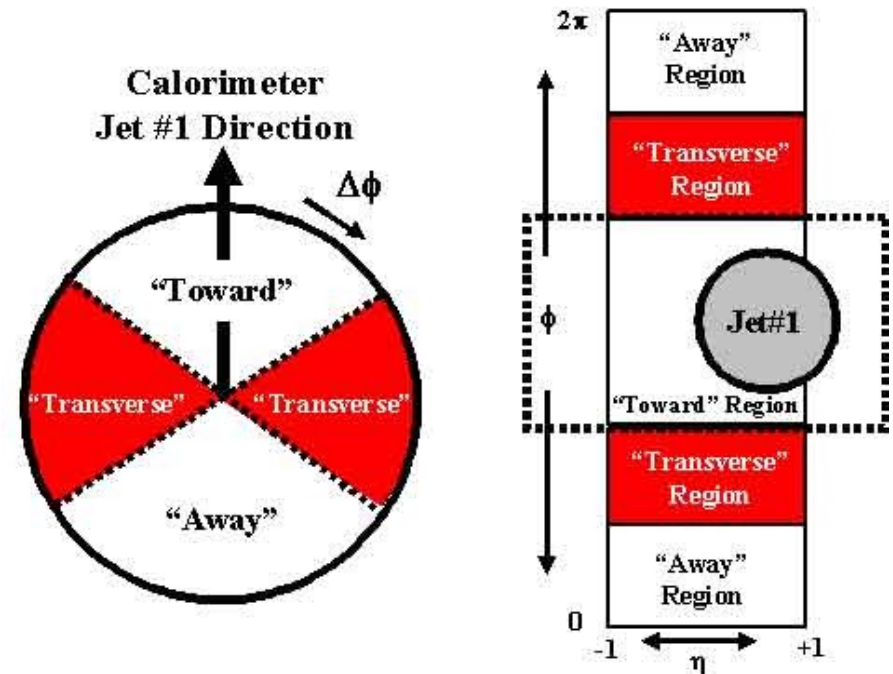 Calorimeter
Jet #1 Direction
Δϕ
“Toward”
“Transverse”
“Transverse”
“Away”
2π
“Away”
Region
“Transverse”
Region
ϕ
Jet#1
“Toward” Region
“Transverse”
Region
“Away”
Region
0
-1
η
+1